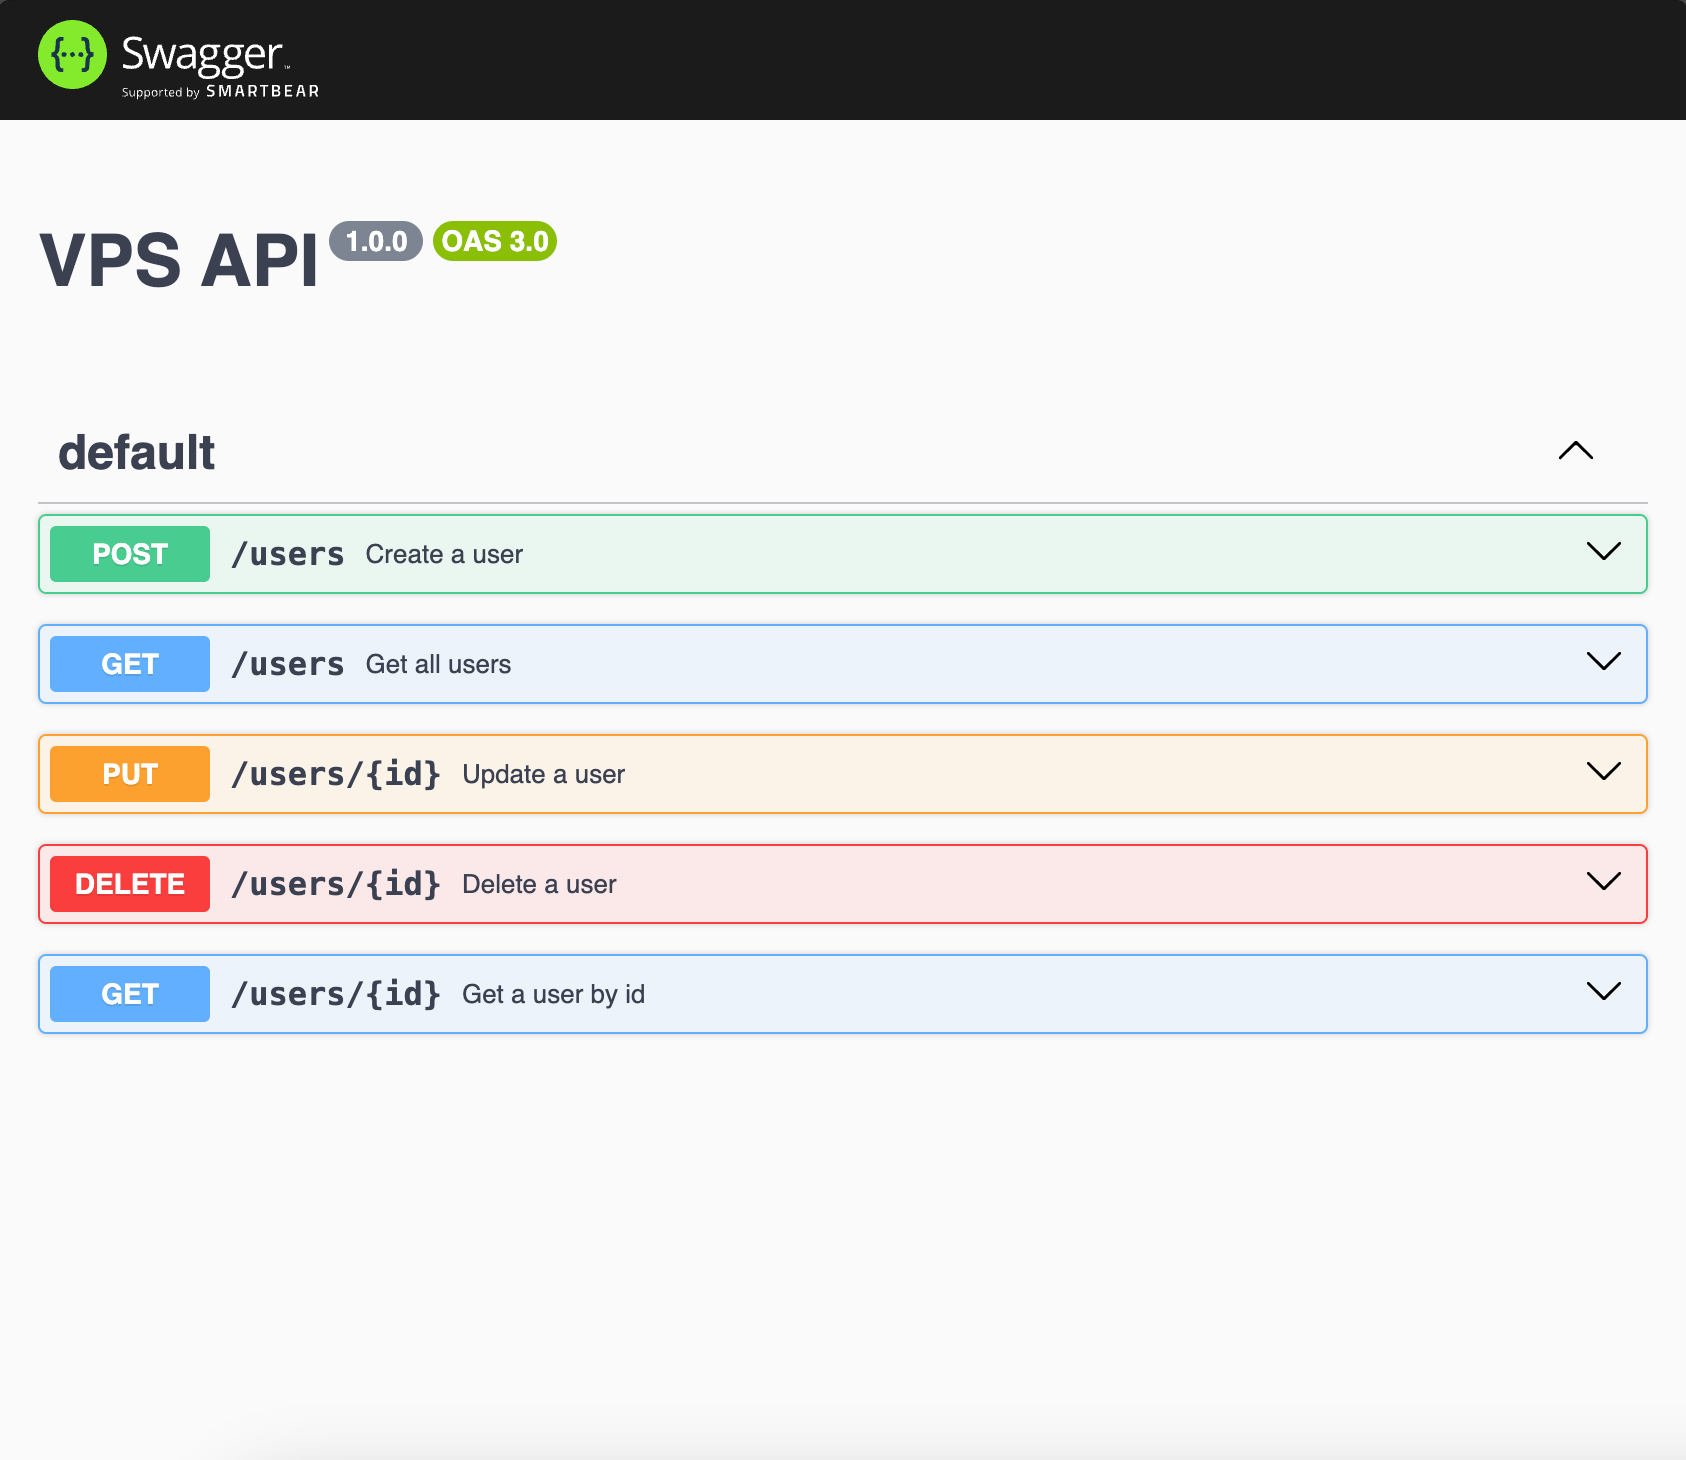 {···} Swagger™
Supported by SMARTBEAR
VPS API 1.0.0 OAS 3.0
default
POST /users Create a user
GET /users Get all users
PUT /users/{id} Update a user
DELETE /users/{id} Delete a user
GET /users/{id} Get a user by id